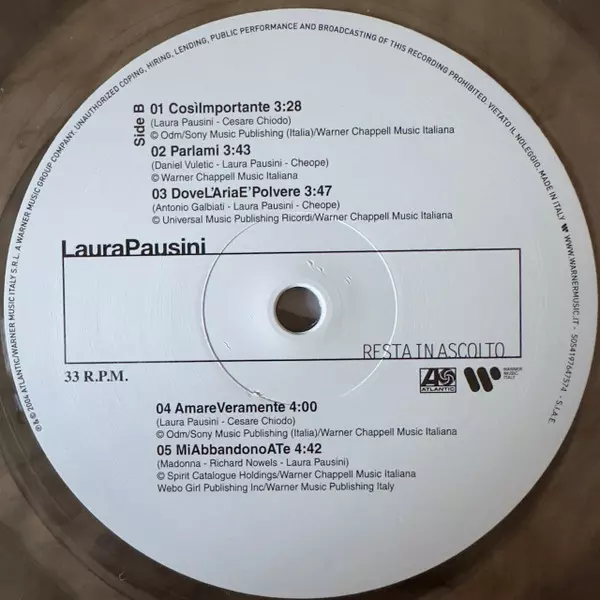 ℗ & © 2004 ATLANTIC/WARNER MUSIC ITALY S.R.L. A WARNER MUSIC GROUP COMPANY. UNAUTHORIZED COPING, HIRING, LENDING, PUBLIC PERFORMANCE AND BROADCASTING OF THIS RECORDING PROHIBITED. VIETATO IL NOLEGGIO. MADE IN ITALY WWW.WARNERMUSIC.IT - 5054197647574 - S.I.A.E.
Side B
01 CosìImportante 3:28
(Laura Pausini - Cesare Chiodo)
© Odm/Sony Music Publishing (Italia)/Warner Chappell Music Italiana
02 Parlami 3:43
(Daniel Vuletic - Laura Pausini - Cheope)
© Warner Chappell Music Italiana
03 DoveL'AriaE'Polvere 3:47
(Antonio Galbiati - Laura Pausini - Cheope)
© Universal Music Publishing Ricordi/Warner Chappell Music Italiana
LauraPausini
RESTA IN ASCOLTO
33 R.P.M.
ATLANTIC
WARNER
MUSIC
ITALY
04 AmareVeramente 4:00
(Laura Pausini - Cesare Chiodo)
© Odm/Sony Music Publishing (Italia)/Warner Chappell Music Italiana
05 MiAbbandonoATe 4:42
(Madonna - Richard Nowels - Laura Pausini)
© Spirit Catalogue Holdings/Warner Chappell Music Italiana
Webo Girl Publishing Inc/Warner Music Publishing Italy